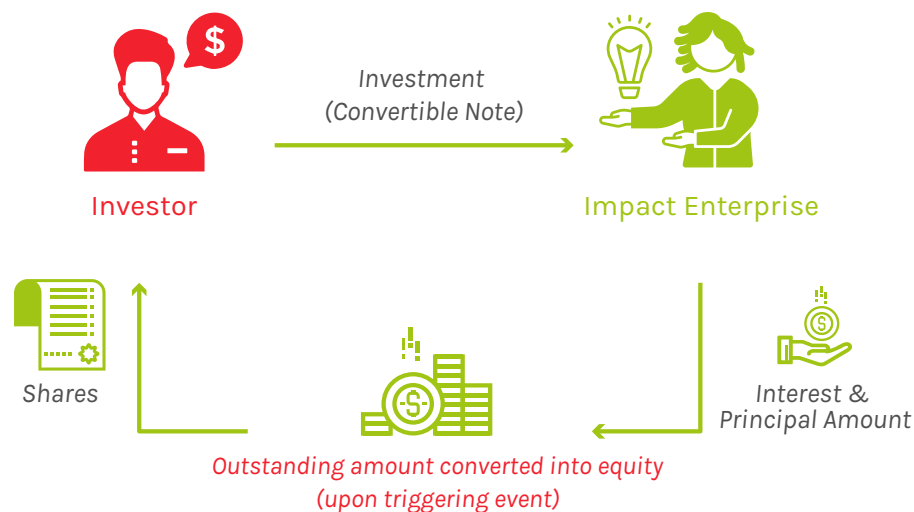 $
Investment
(Convertible Note)
Investor
Impact Enterprise
$
Shares
$
Interest &
Principal Amount
Outstanding amount converted into equity
(upon triggering event)